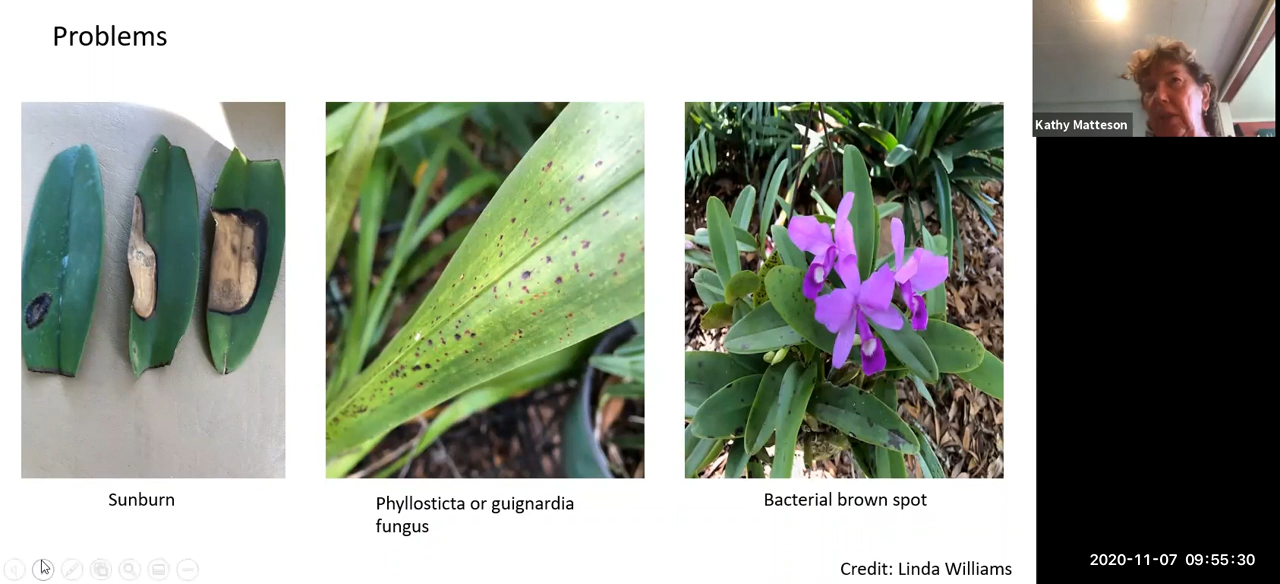 Problems
Kathy Matteson
Sunburn
Phyllosticta or guignardia
fungus
Bacterial brown spot
Credit: Linda Williams
2020-11-07 09:55:30